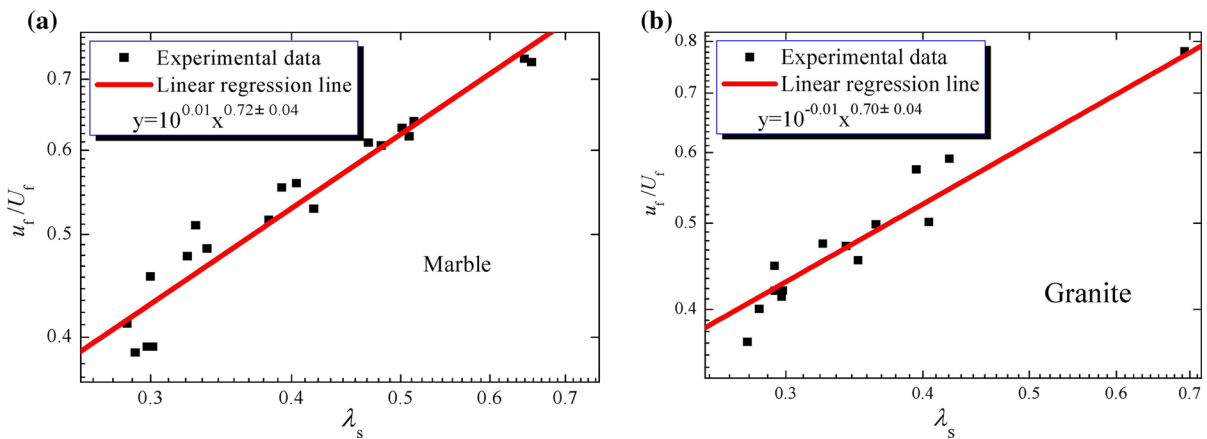 (a)
Experimental data
Linear regression line
y=10^0.01 x^0.72± 0.04
0.7
0.6
0.5
0.4
u_f/U_f
Marble
0.3 0.4 0.5 0.6 0.7
λ_s
(b)
Experimental data
Linear regression line
y=10^-0.01 x^0.70± 0.04
0.8
0.7
0.6
0.5
0.4
u_f/U_f
Granite
0.3 0.4 0.5 0.6 0.7
λ_s